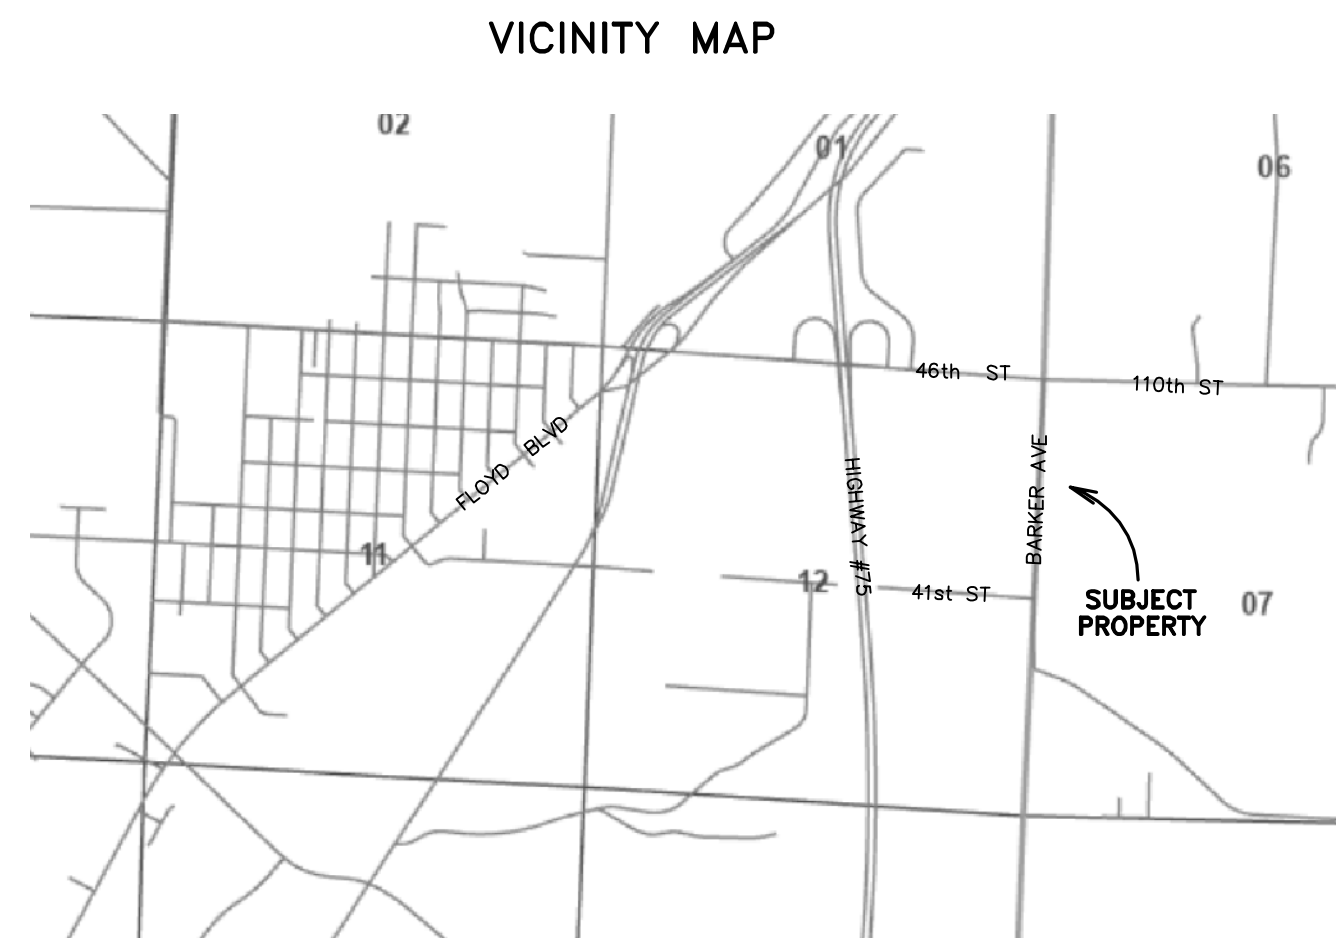 VICINITY MAP
02
01
06
46th ST
110th ST
FLOYD BLVD
BARKER AVE
HIGHWAY #75
11
12
41st ST
SUBJECT
PROPERTY
07